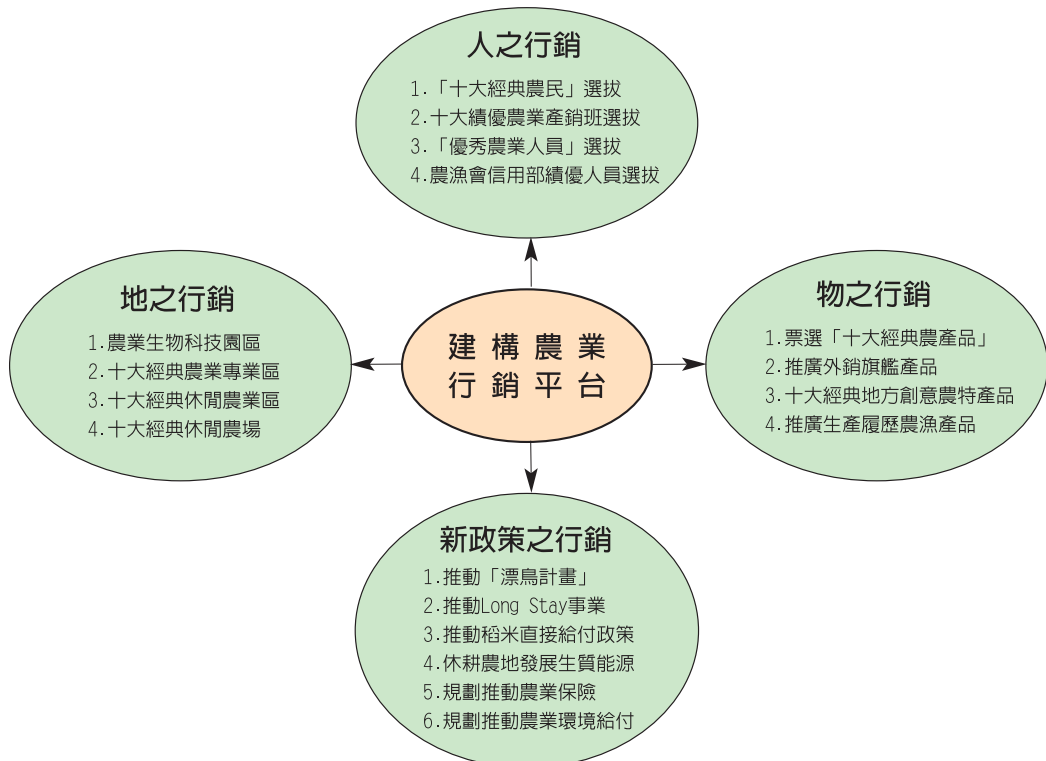 人之行銷
1.「十大經典農民」選拔
2.十大績優農業產銷班選拔
3.「優秀農業人員」選拔
4.農漁會信用部績優人員選拔
地之行銷
1.農業生物科技園區
2.十大經典農業專業區
3.十大經典休閒農業區
4.十大經典休閒農場
建構農業
行銷平台
物之行銷
1.票選「十大經典農產品」
2.推廣外銷旗艦產品
3.十大經典地方創意農特產品
4.推廣生產履歷農漁產品
新政策之行銷
1.推動「漂鳥計畫」
2.推動Long Stay事業
3.推動稻米直接給付政策
4.休耕農地發展生質能源
5.規劃推動農業保險
6.規劃推動農業環境給付